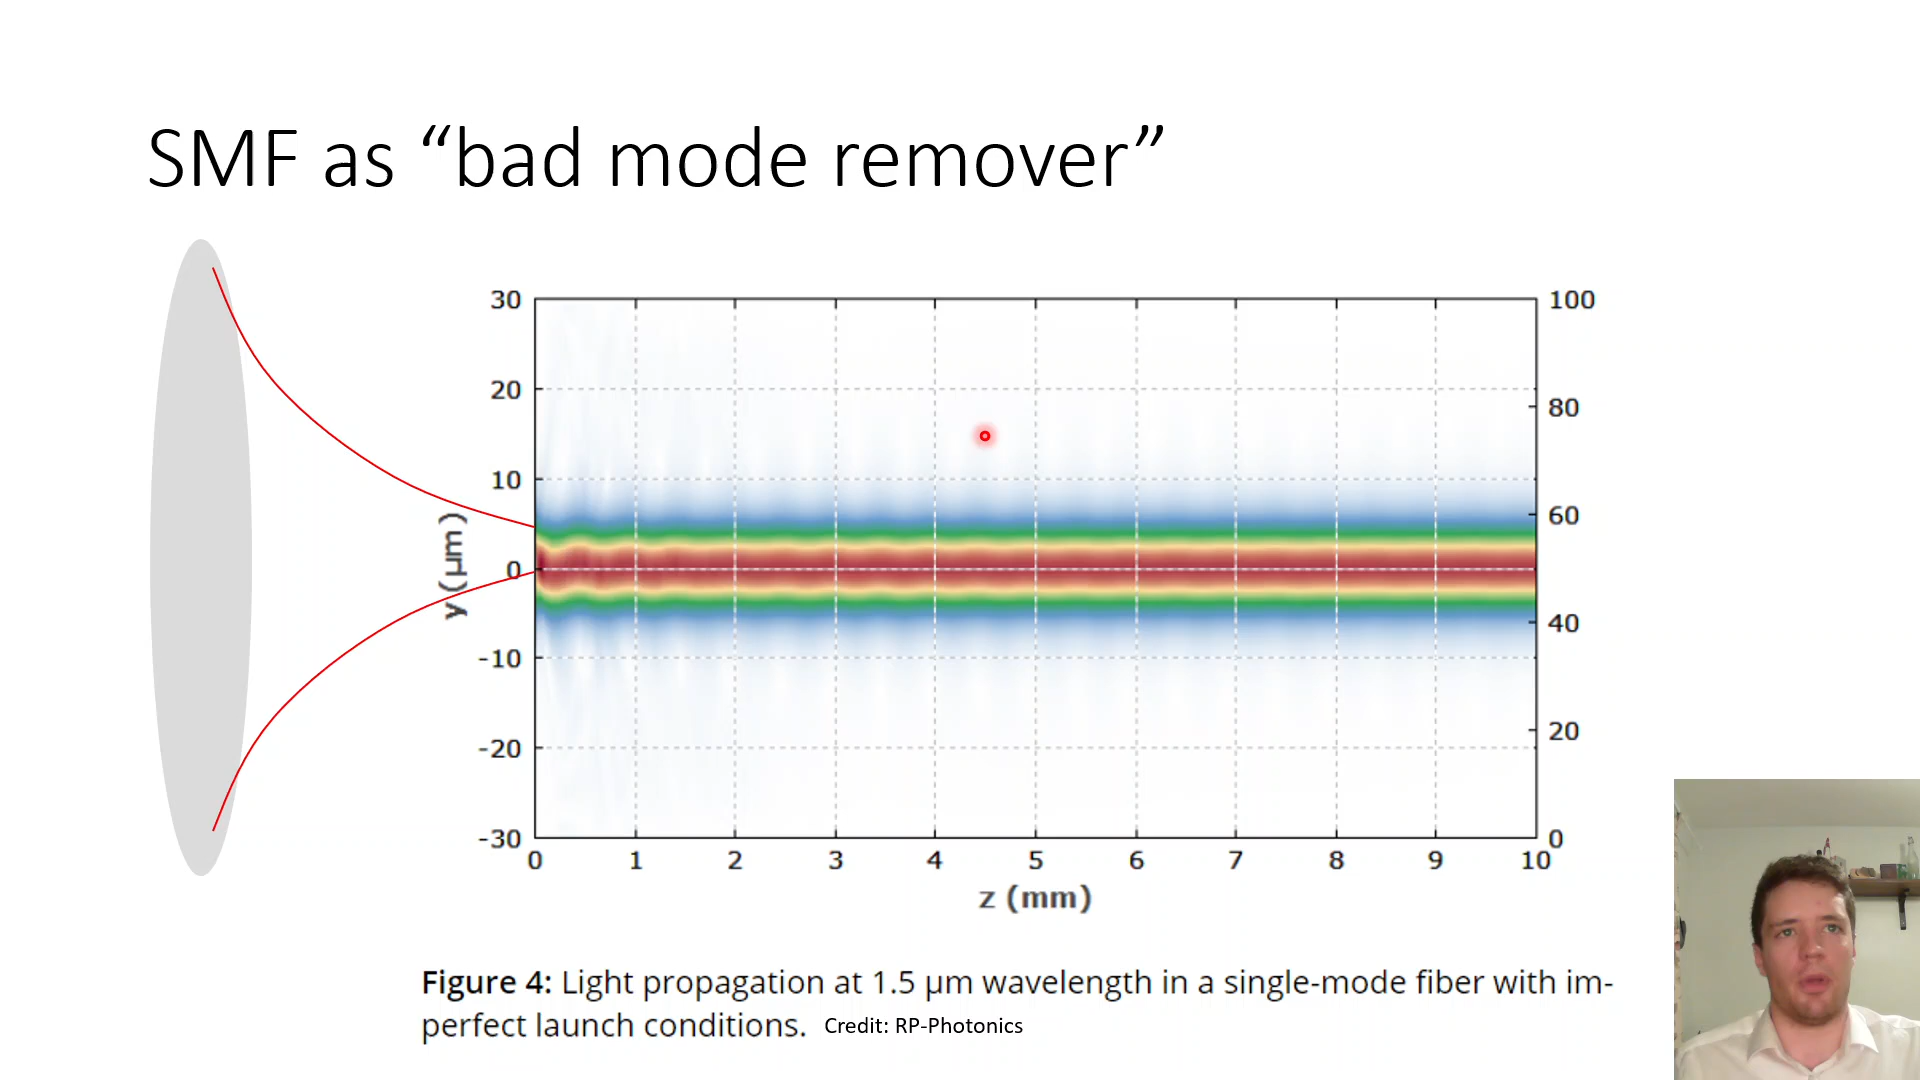 SMF as “bad mode remover”
30
20
10
0
-10
-20
-30
y (µm)
100
80
60
40
20
0
0 1 2 3 4 5 6 7 8 9 10
z (mm)
Figure 4: Light propagation at 1.5 µm wavelength in a single-mode fiber with im-
perfect launch conditions. Credit: RP-Photonics